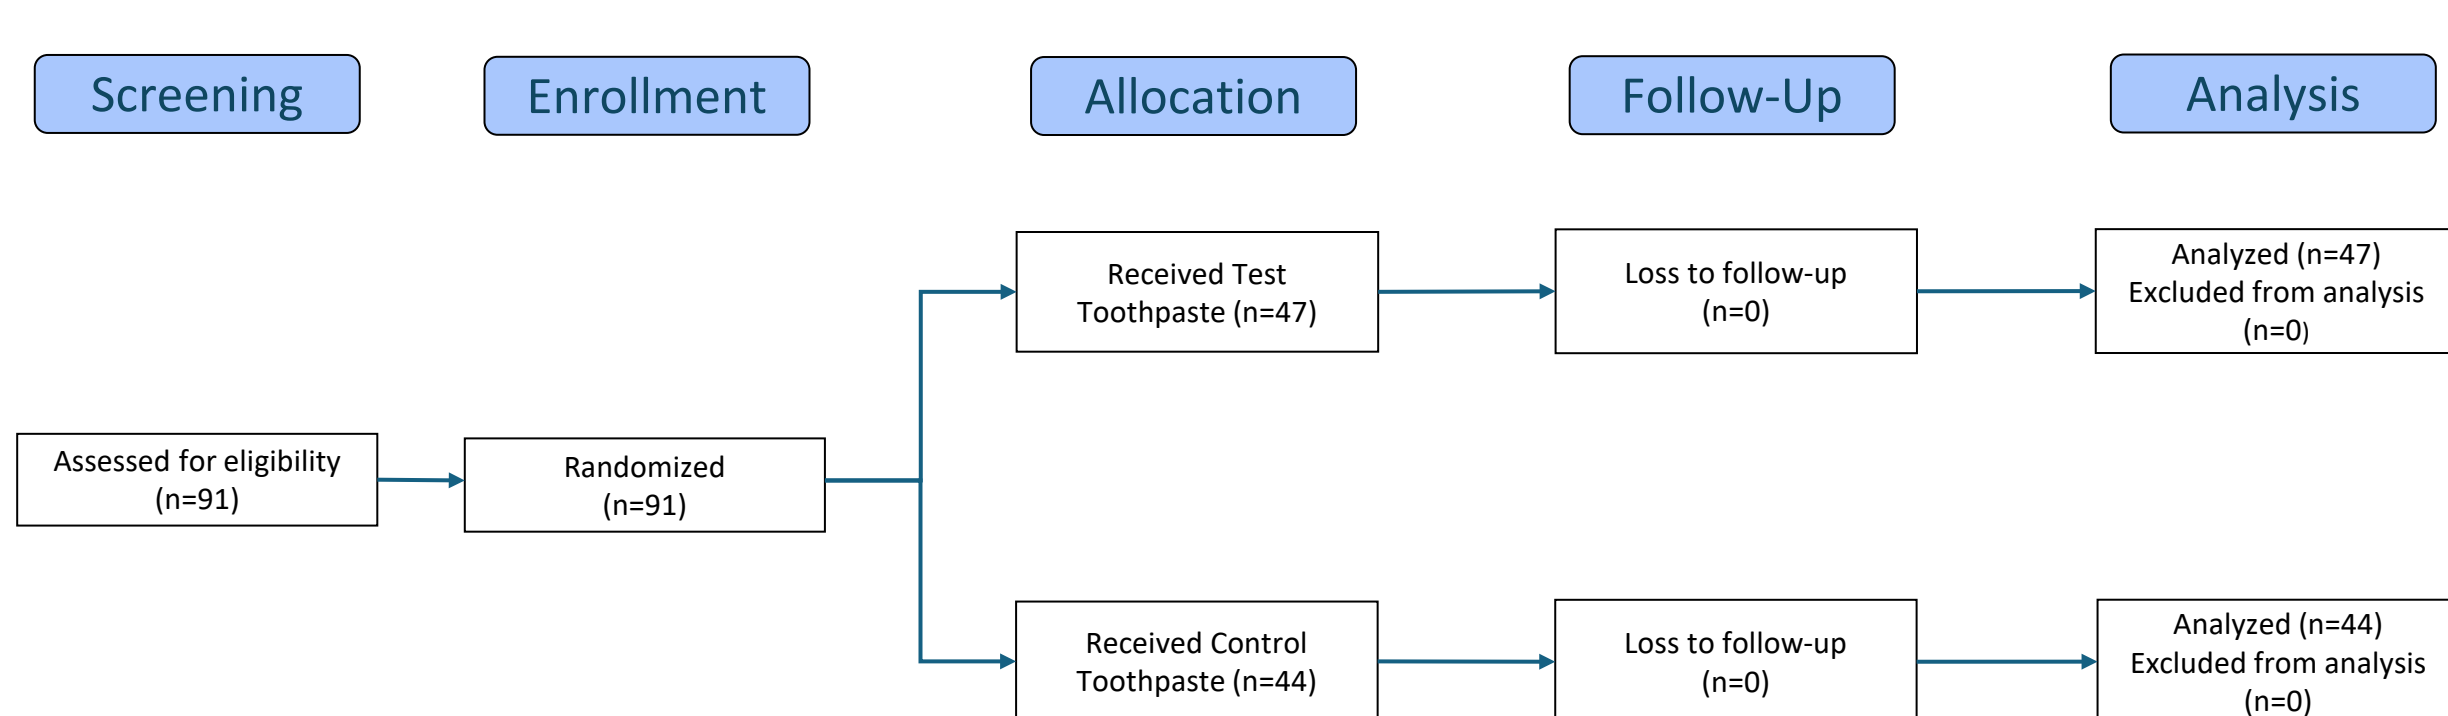 Screening
Enrollment
Allocation
Follow-Up
Analysis
Assessed for eligibility
(n=91)
Randomized
(n=91)
Received Test
Toothpaste (n=47)
Loss to follow-up
(n=0)
Analyzed (n=47)
Excluded from analysis
(n=0)
Received Control
Toothpaste (n=44)
Loss to follow-up
(n=0)
Analyzed (n=44)
Excluded from analysis
(n=0)